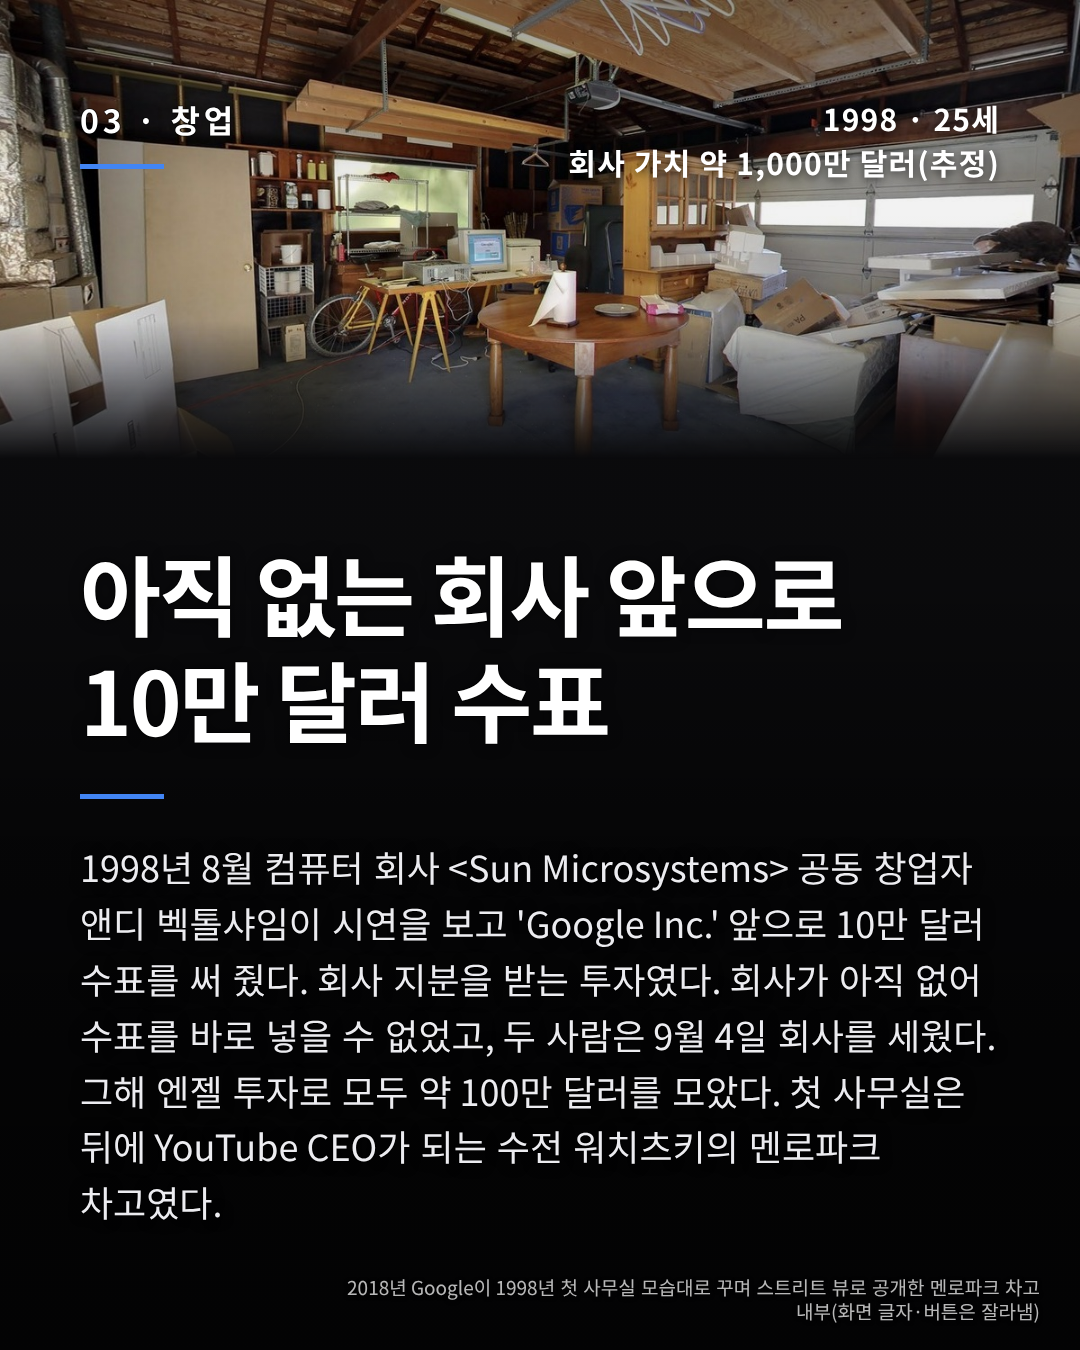 03 · 창업
1998 · 25세
회사 가치 약 1,000만 달러(추정)
아직 없는 회사 앞으로
10만 달러 수표
1998년 8월 컴퓨터 회사 <Sun Microsystems> 공동 창업자
앤디 벡톨샤임이 시연을 보고 'Google Inc.' 앞으로 10만 달러
수표를 써 줬다. 회사 지분을 받는 투자였다. 회사가 아직 없어
수표를 바로 넣을 수 없었고, 두 사람은 9월 4일 회사를 세웠다.
그해 엔젤 투자로 모두 약 100만 달러를 모았다. 첫 사무실은
뒤에 YouTube CEO가 되는 수전 워치츠키의 멘로파크
차고였다.
2018년 Google이 1998년 첫 사무실 모습대로 꾸며 스트리트 뷰로 공개한 멘로파크 차고
내부(화면 글자·버튼은 잘라냄)